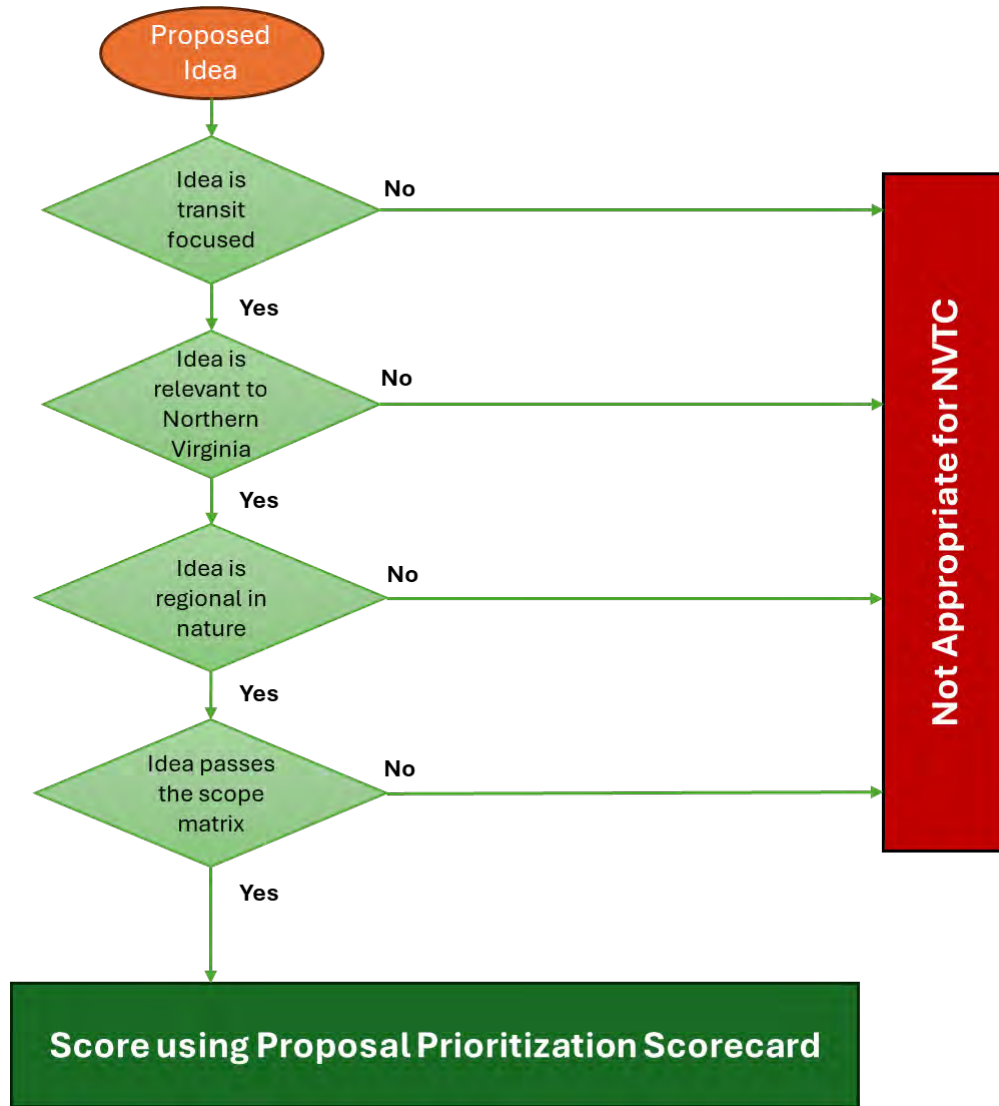 Proposed
Idea
Idea is
transit
focused
No
Yes
Idea is
relevant to
Northern
Virginia
No
Yes
Idea is
regional in
nature
No
Yes
Idea passes
the scope
matrix
No
Yes
Not Appropriate for NVTC
Score using Proposal Prioritization Scorecard